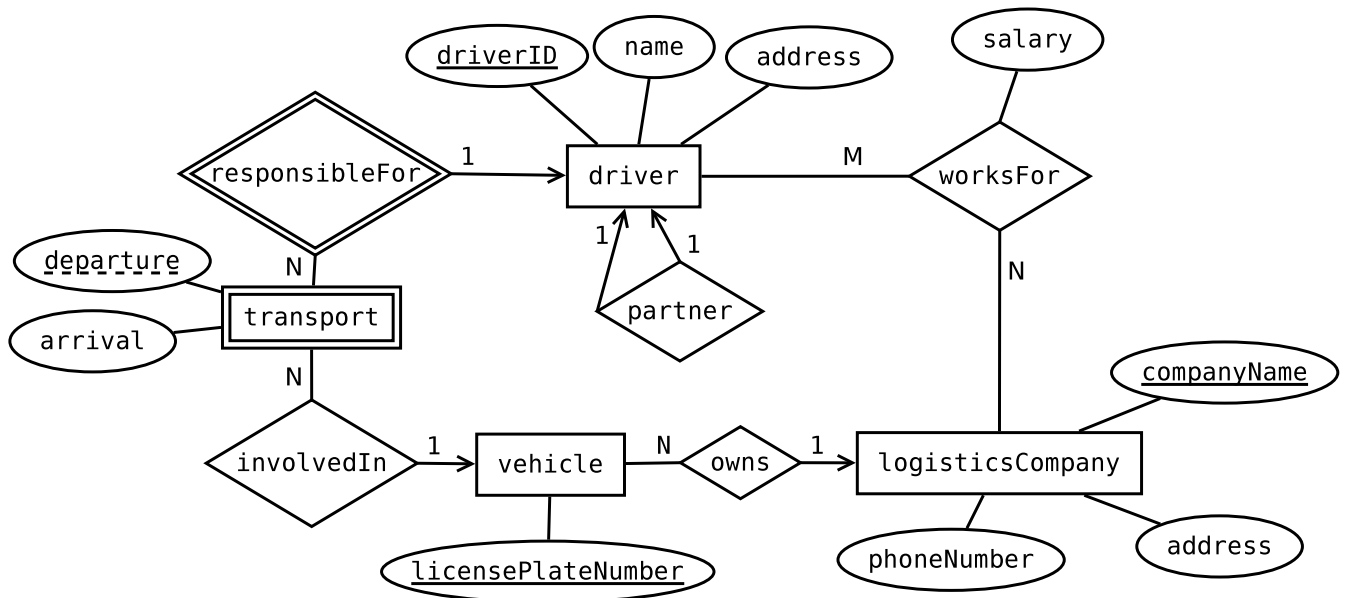 salary
driverID
name
address
responsibleFor
1
driver
M
worksFor
departure
N
1
1
N
transport
partner
arrival
N
companyName
involvedIn
1
vehicle
N
owns
1
logisticsCompany
phoneNumber
address
licensePlateNumber